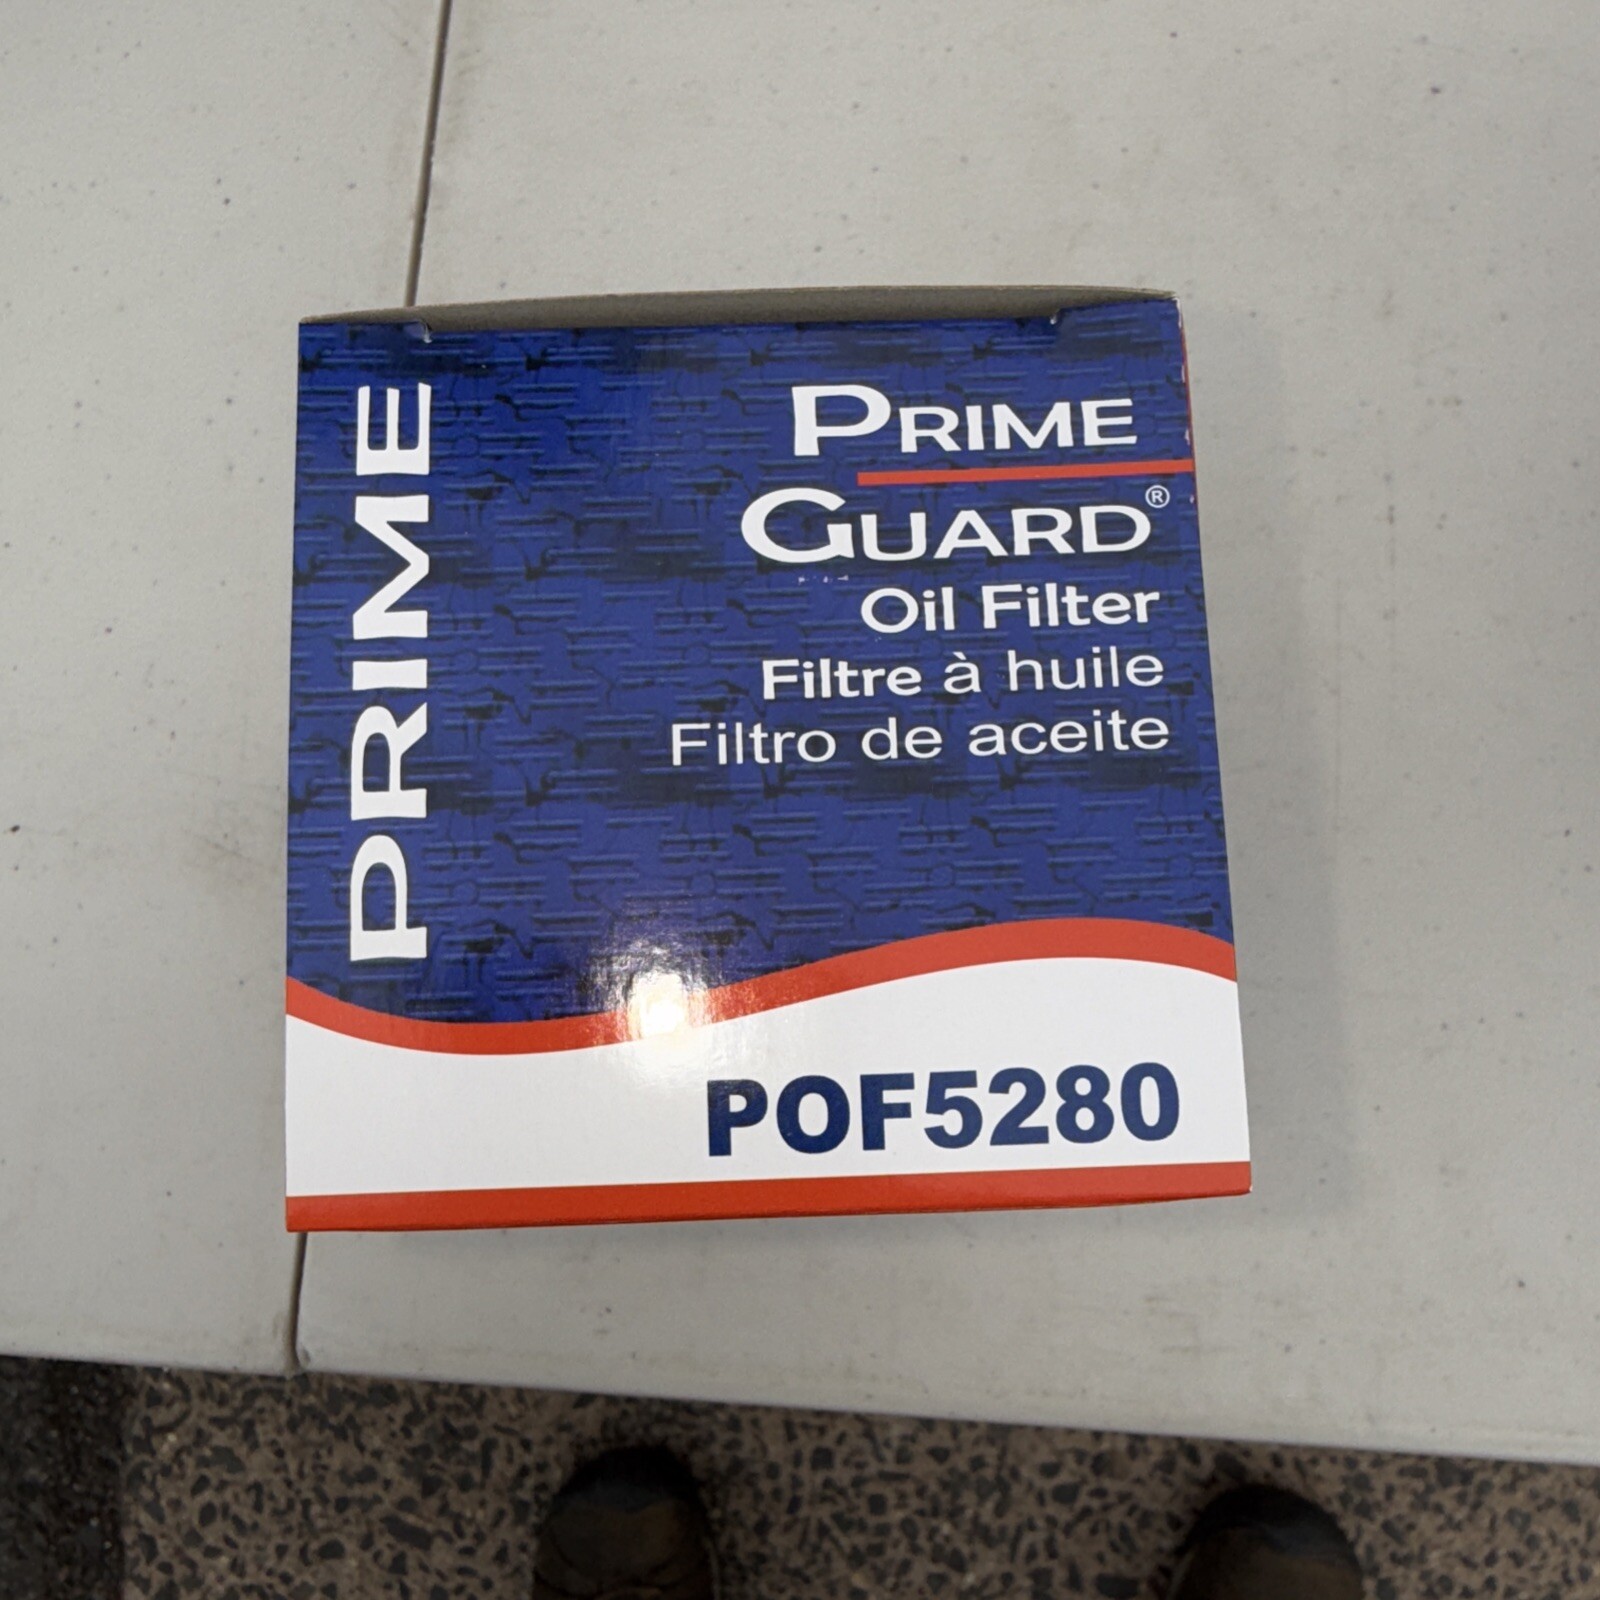 PRIME
PRIME
GUARD®
Oil Filter
Filtre à huile
Filtro de aceite
POF5280